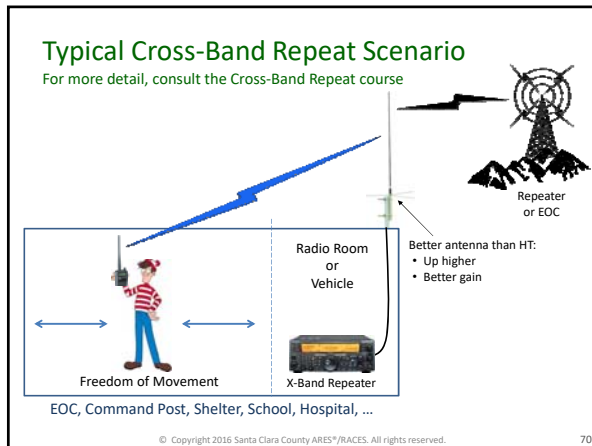 Typical Cross-Band Repeat Scenario
For more detail, consult the Cross-Band Repeat course
Repeater
or EOC
Better antenna than HT:
• Up higher
• Better gain
Radio Room
or
Vehicle
Freedom of Movement
X-Band Repeater
EOC, Command Post, Shelter, School, Hospital, ...
© Copyright 2016 Santa Clara County ARES®/RACES. All rights reserved.
70